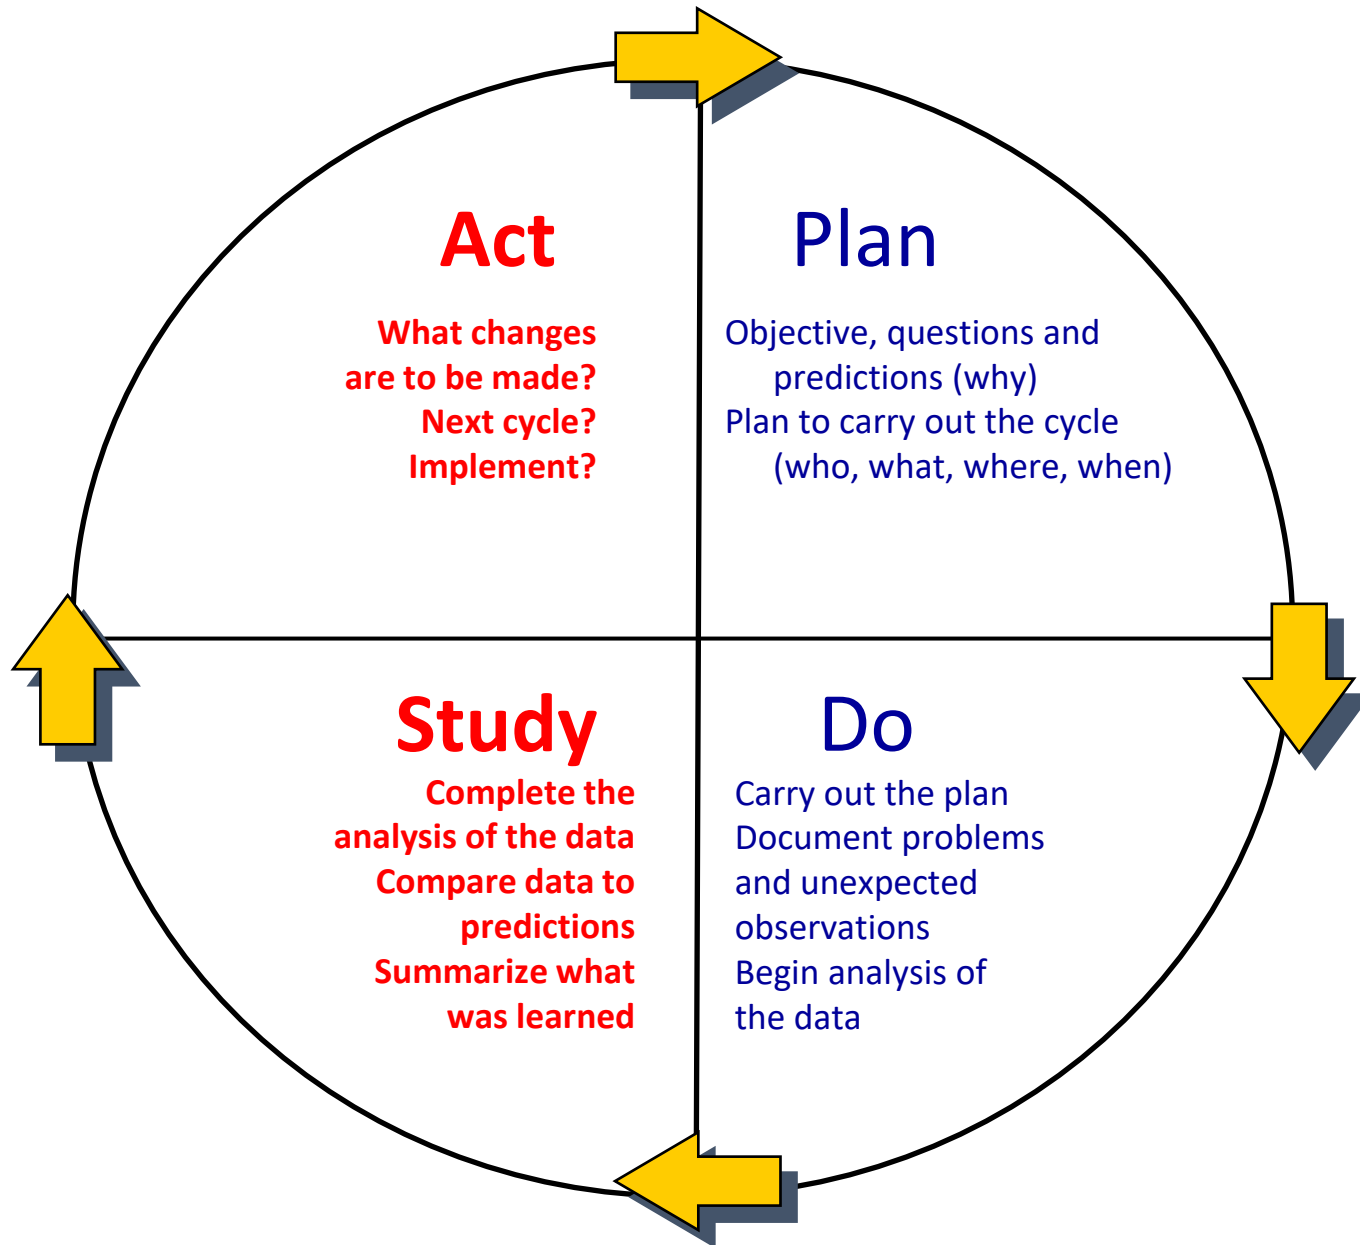 Act
What changes
are to be made?
Next cycle?
Implement?
Plan
Objective, questions and
predictions (why)
Plan to carry out the cycle
(who, what, where, when)
Study
Complete the
analysis of the data
Compare data to
predictions
Summarize what
was learned
Do
Carry out the plan
Document problems
and unexpected
observations
Begin analysis of
the data